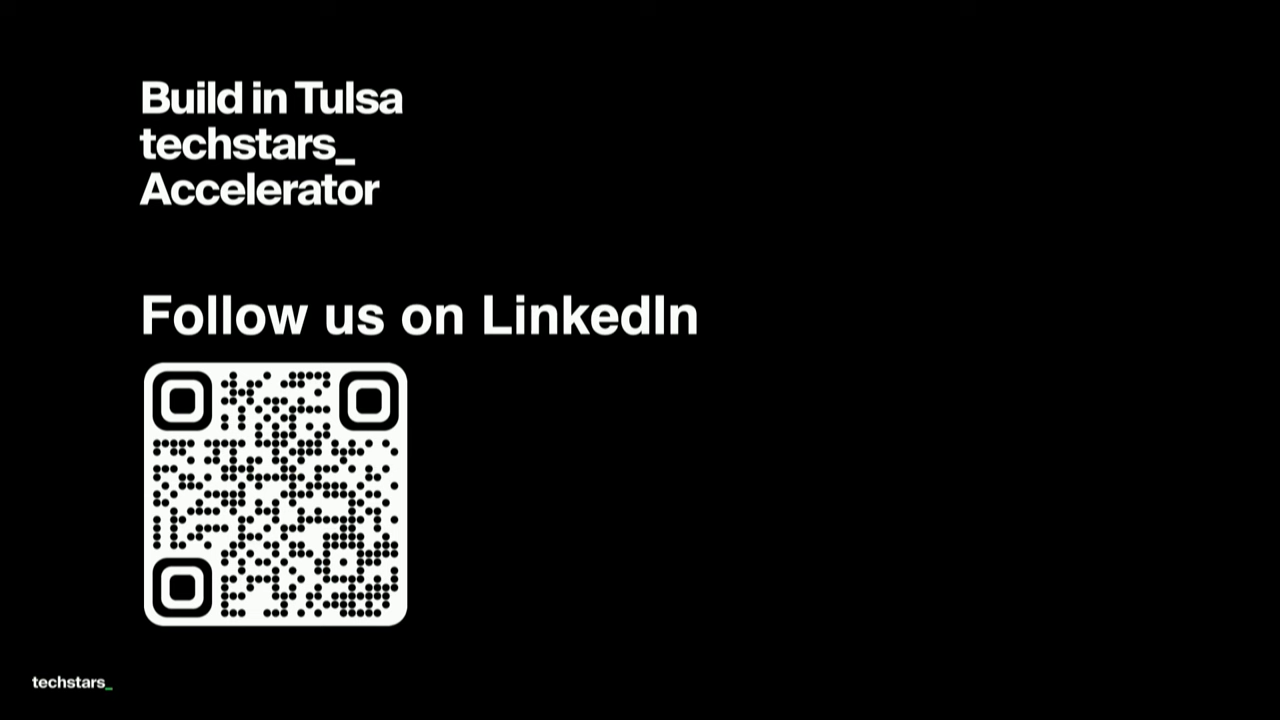 Build in Tulsa
techstars_
Accelerator
Follow us on LinkedIn
techstars_